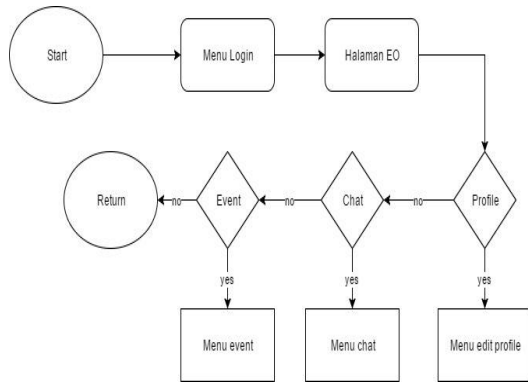 Start
Menu Login
Halaman EO
Return
no
Event
no
Chat
no
Profile
yes
yes
yes
Menu event
Menu chat
Menu edit profile